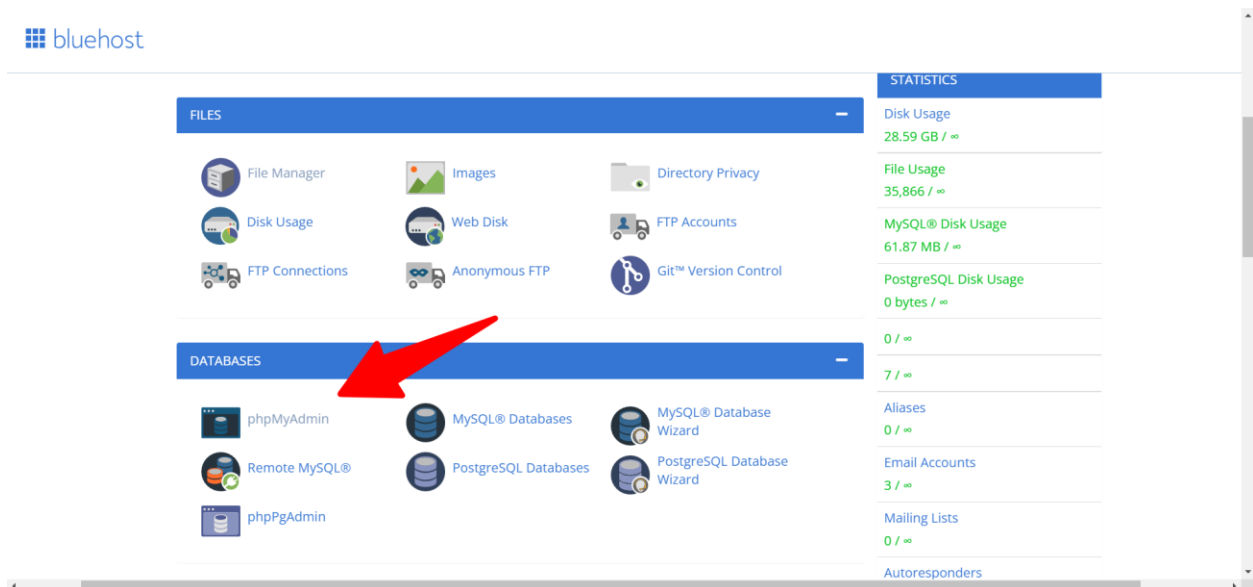 bluehost
FILES
File Manager
Images
Directory Privacy
Disk Usage
Web Disk
FTP Accounts
FTP Connections
Anonymous FTP
Git™ Version Control
DATABASES
phpMyAdmin
MySQL® Databases
MySQL® Database
Wizard
Remote MySQL®
PostgreSQL Databases
PostgreSQL Database
Wizard
phpPgAdmin
STATISTICS
Disk Usage
28.59 GB / ∞
File Usage
35,866 / ∞
MySQL® Disk Usage
61.87 MB / ∞
PostgreSQL Disk Usage
0 bytes / ∞
0 / ∞
7 / ∞
Aliases
0 / ∞
Email Accounts
3 / ∞
Mailing Lists
0 / ∞
Autoresponders